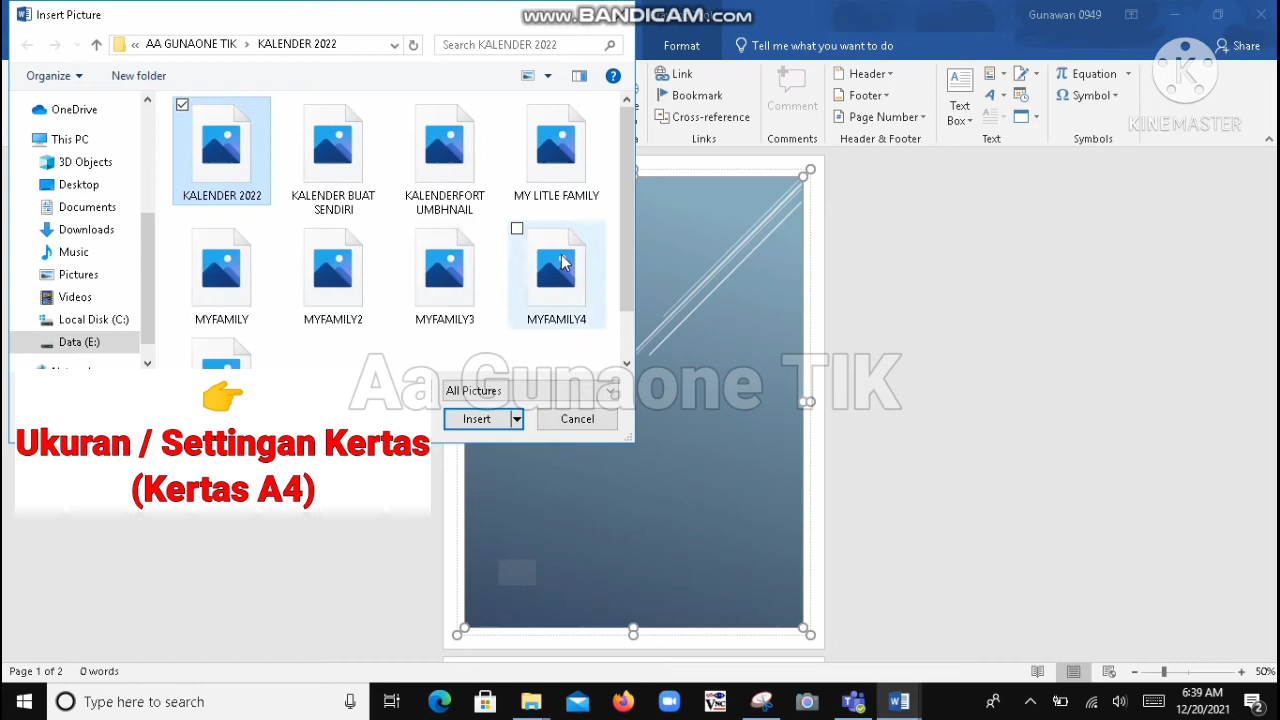 Insert Picture
www.BANDICAM.com
Gunawan 0949
« AA GUNAONE TIK > KALENDER 2022
Search KALENDER 2022
Format
Tell me what you want to do
Share
Organize
New folder
Link
Bookmark
Cross-reference
Links
Comment
Comments
Header
Footer
Page Number
Header & Footer
Text
Box
Text
Equation
Symbol
Symbols
KINEMASTER
OneDrive
This PC
3D Objects
Desktop
Documents
Downloads
Music
Pictures
Videos
Local Disk (C:)
Data (E:)
KALENDER 2022
KALENDER BUAT
SENDIRI
KALENDERFORT
UMBHNAIL
MY LITLE FAMILY
MYFAMILY
MYFAMILY2
MYFAMILY3
MYFAMILY4
Aa Gunaone TIK
All Pictures
Insert
Cancel
Ukuran / Settingan Kertas
(Kertas A4)
Page 1 of 2
0 words
50%
Type here to search
6:39 AM
12/20/2021